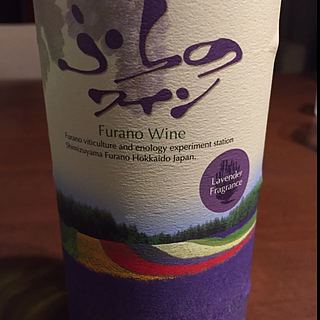 ふらの
ワイン
Furano Wine
Furano viticulture and enology experiment station
Shimizuyama Furano Hokkaido Japan.
Lavender
Fragrance